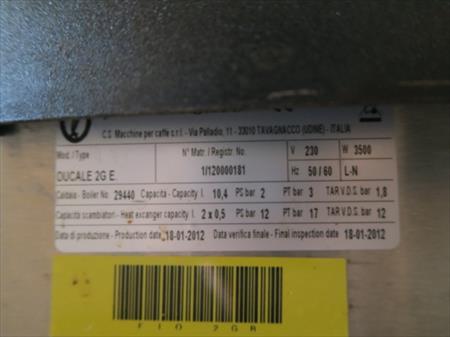 C.S. Macchine per caffe s.r.l. - Via Palladio, 11 - 33010 TAVAGNACCO (UDINE) - ITALIA
Mod. / Type N° Matr. / Registr. No. V 230 W 3500
DUCALE 2G E. 1/120000181 Hz 50 / 60 L-N
Caldaia - Boiler No 29440 Capacita - Capacity l. 10,4 PS bar 2 PT bar 3 TAR V.D.S. bar 1,8
Capacita scambiatori - Heat excanger capacity l. 2 x 0,5 PS bar 12 PT bar 17 TAR V.D.S. bar 12
Data di produzione - Production date 18-01-2012 Data verifica finale - Final inspection date 18-01-2012
FIO 2GR